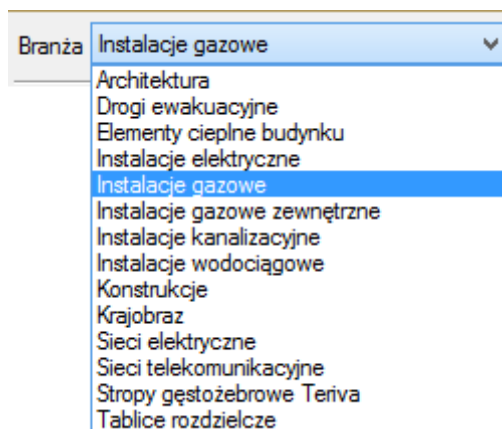 Branża Instalacje gazowe
Architektura
Drogi ewakuacyjne
Elementy cieplne budynku
Instalacje elektryczne
Instalacje gazowe
Instalacje gazowe zewnętrzne
Instalacje kanalizacyjne
Instalacje wodociągowe
Konstrukcje
Krajobraz
Sieci elektryczne
Sieci telekomunikacyjne
Stropy gęstożebrowe Teriva
Tablice rozdzielcze